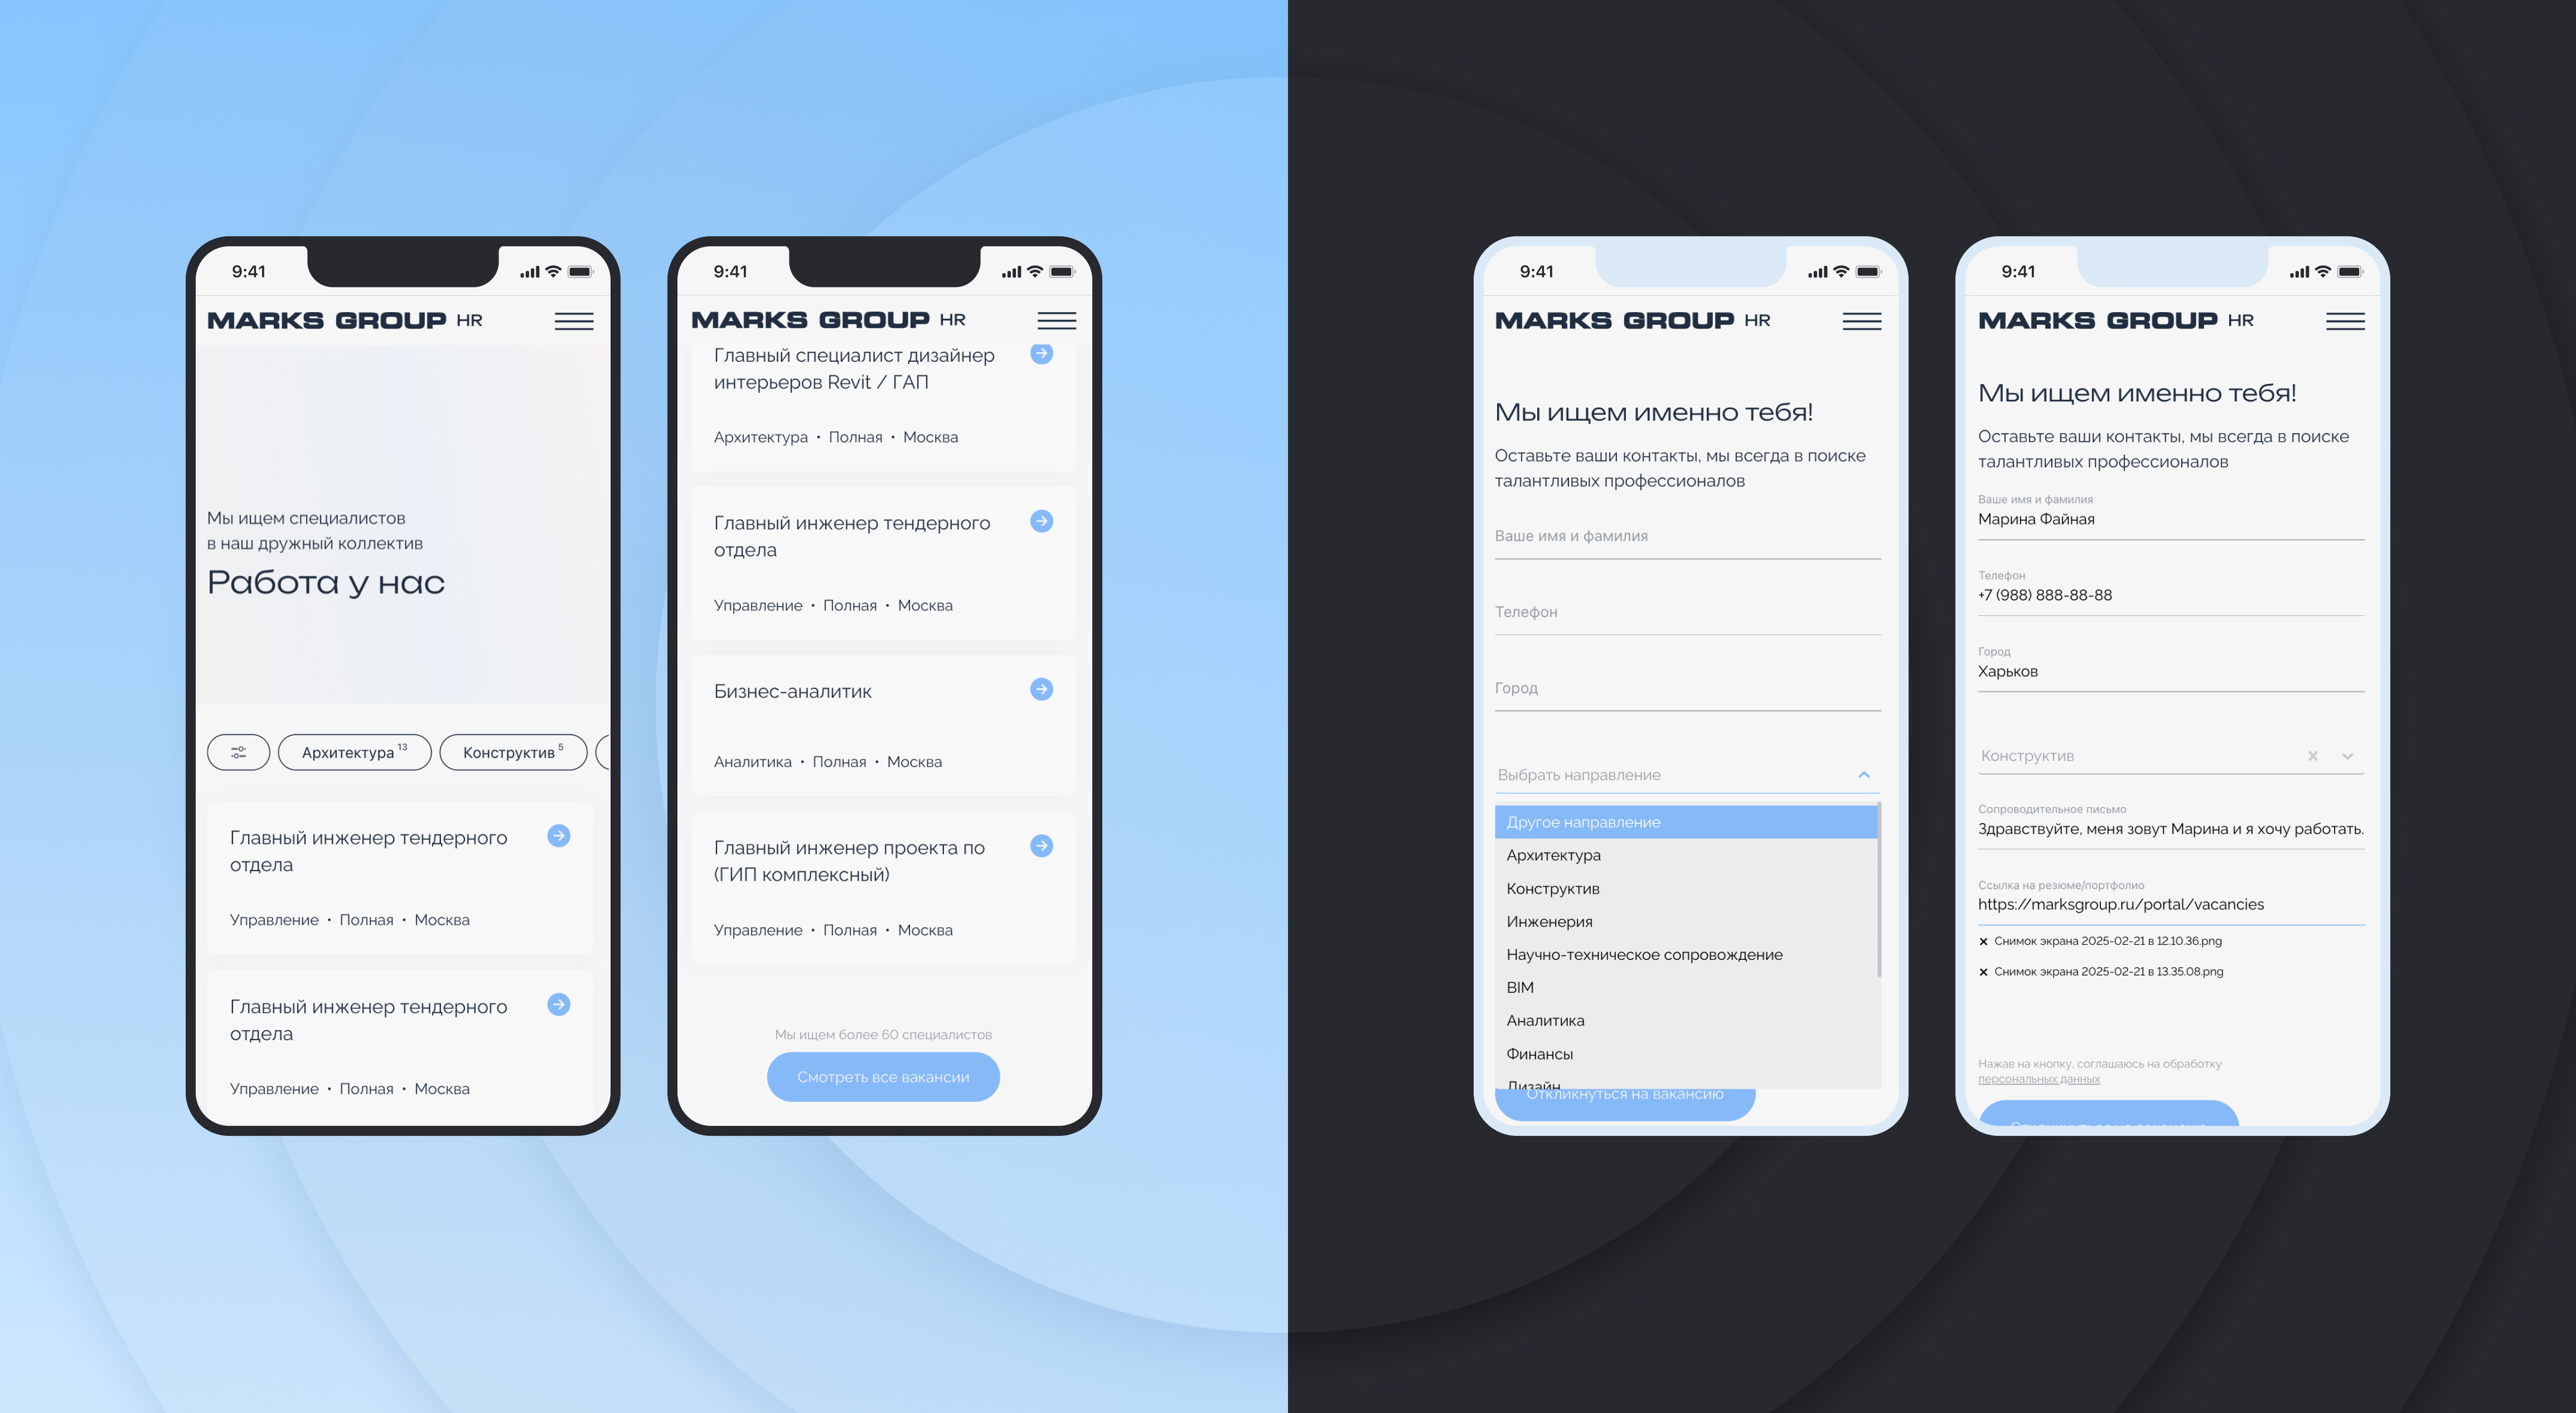 9:41
MARKS GROUP HR
Мы ищем специалистов
в наш дружный коллектив
Работа у нас
Архитектура 13
Конструктив 5
Главный инженер тендерного
отдела
Управление • Полная • Москва
Главный инженер тендерного
отдела
Управление • Полная • Москва
9:41
MARKS GROUP HR
Главный специалист дизайнер
интерьеров Revit / ГАП
Архитектура • Полная • Москва
Главный инженер тендерного
отдела
Управление • Полная • Москва
Бизнес-аналитик
Аналитика • Полная • Москва
Главный инженер проекта по
(ГИП комплексный)
Управление • Полная • Москва
Мы ищем более 60 специалистов
Смотреть все вакансии
9:41
MARKS GROUP HR
Мы ищем именно тебя!
Оставьте ваши контакты, мы всегда в поиске
талантливых профессионалов
Ваше имя и фамилия
Телефон
Город
Выбрать направление
Другое направление
Архитектура
Конструктив
Инженерия
Научно-техническое сопровождение
BIM
Аналитика
Финансы
Дизайн
Откликнуться на вакансию
9:41
MARKS GROUP HR
Мы ищем именно тебя!
Оставьте ваши контакты, мы всегда в поиске
талантливых профессионалов
Ваше имя и фамилия
Марина Файная
Телефон
+7 (988) 888-88-88
Город
Харьков
Конструктив
Сопроводительное письмо
Здравствуйте, меня зовут Марина и я хочу работать.
Ссылка на резюме/портфолио
https://marksgroup.ru/portal/vacancies
Снимок экрана 2025-02-21 в 12.10.36.png
Снимок экрана 2025-02-21 в 13.35.08.png
Нажав на кнопку, соглашаюсь на обработку
персональных данных